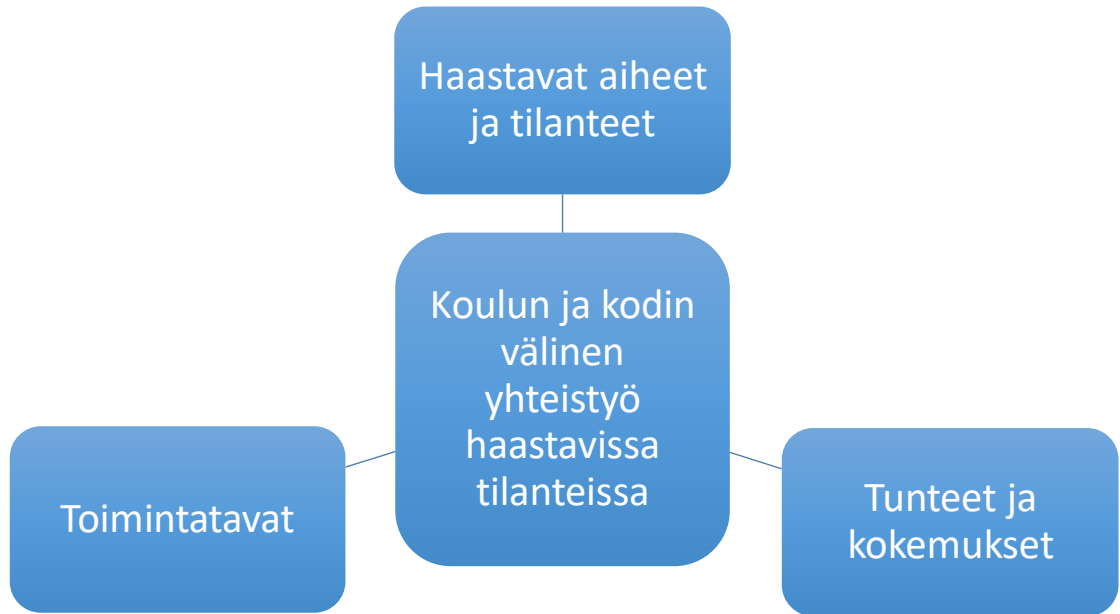 Haastavat aiheet
ja tilanteet
Koulun ja kodin
välinen
yhteistyö
haastavissa
tilanteissa
Toimintatavat
Tunteet ja
kokemukset